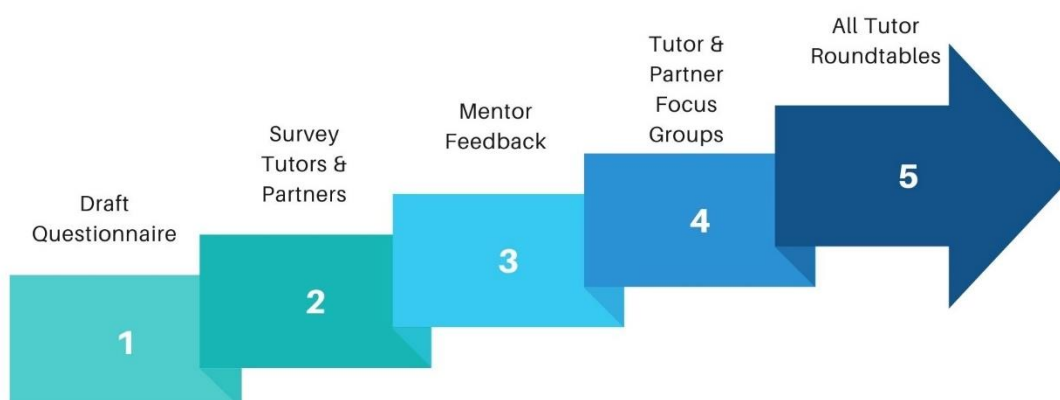 Draft
Questionnaire
1
Survey
Tutors &
Partners
2
Mentor
Feedback
3
Tutor &
Partner
Focus
Groups
4
All Tutor
Roundtables
5